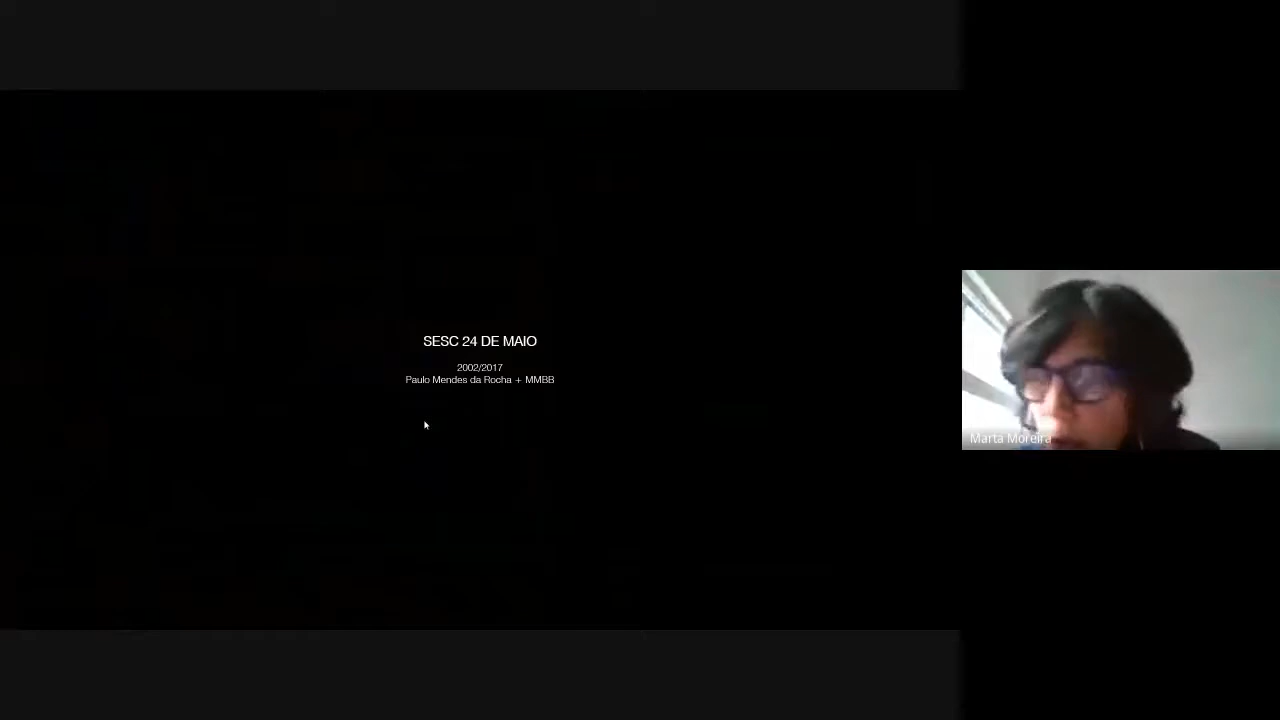 SESC 24 DE MAIO
2002/2017
Paulo Mendes da Rocha + MMBB
Marta Moreira